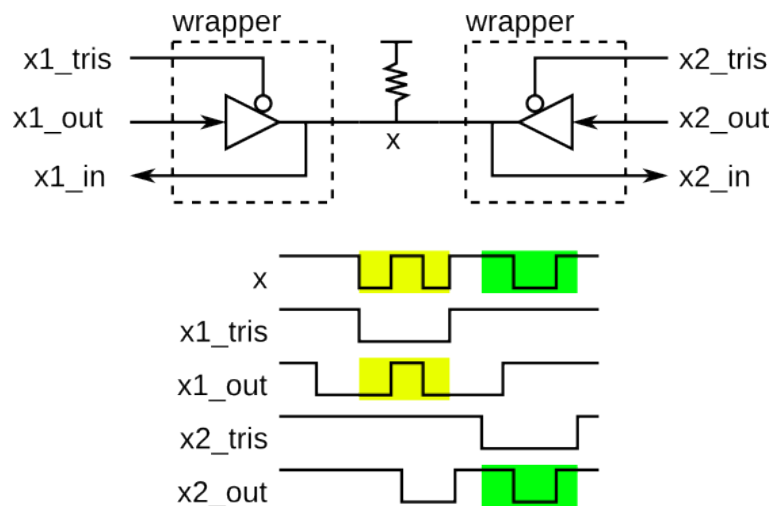 wrapper wrapper
x1_tris x2_tris
x1_out x2_out
x
x1_in x2_in
x
x1_tris
x1_out
x2_tris
x2_out